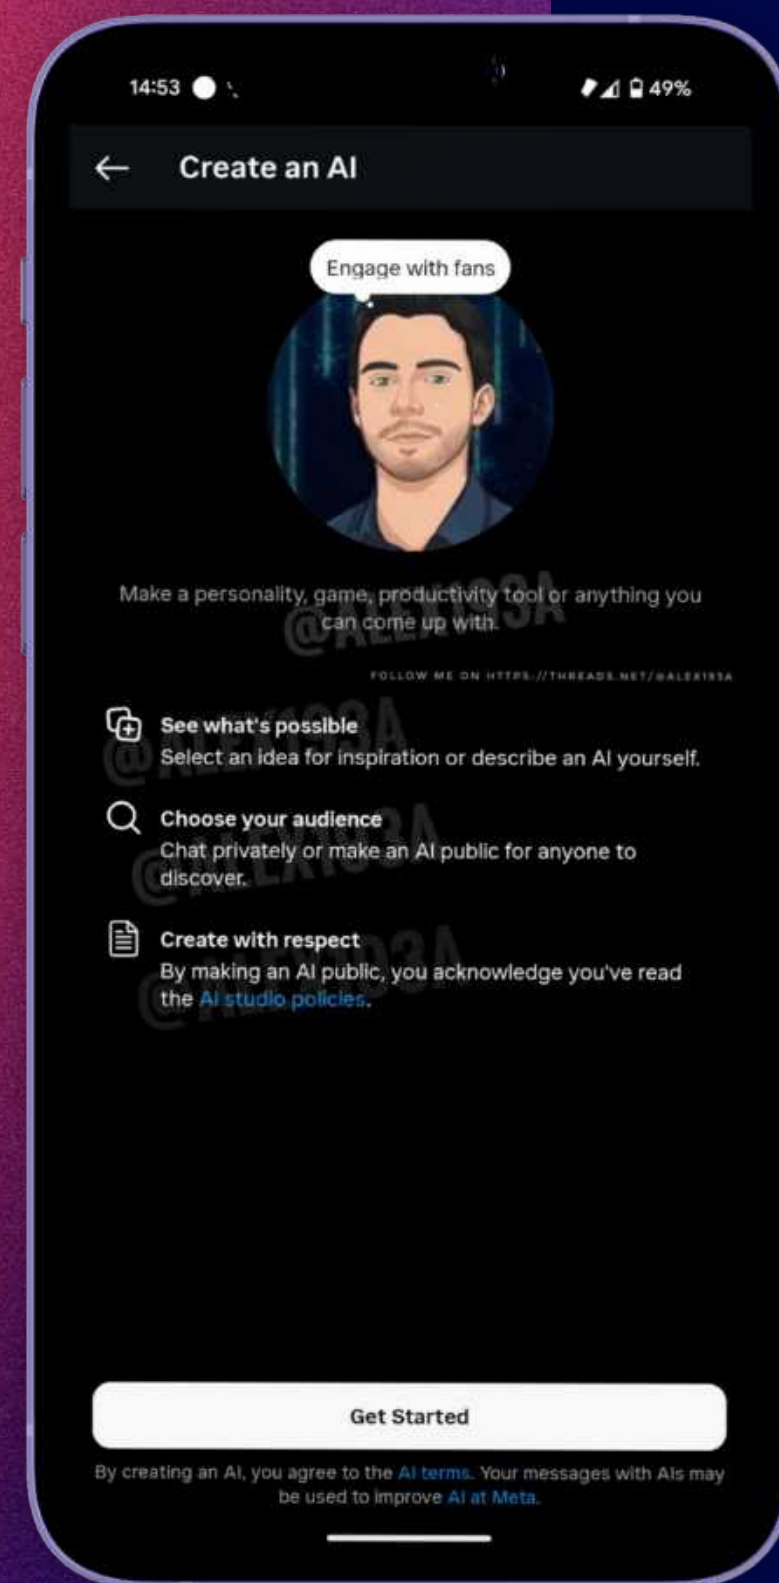 14:53 49%
Create an AI
Engage with fans
Make a personality, game, productivity tool or anything you
can come up with.
@ALEX193A
FOLLOW ME ON HTTPS://THREADS.NET/@ALEX193A
@ALEX193A
See what's possible
Select an idea for inspiration or describe an AI yourself.
@ALEX193A
Choose your audience
Chat privately or make an AI public for anyone to
discover.
@ALEX193A
Create with respect
By making an AI public, you acknowledge you've read
the AI studio policies.
Get Started
By creating an AI, you agree to the AI terms. Your messages with AIs may
be used to improve AI at Meta.